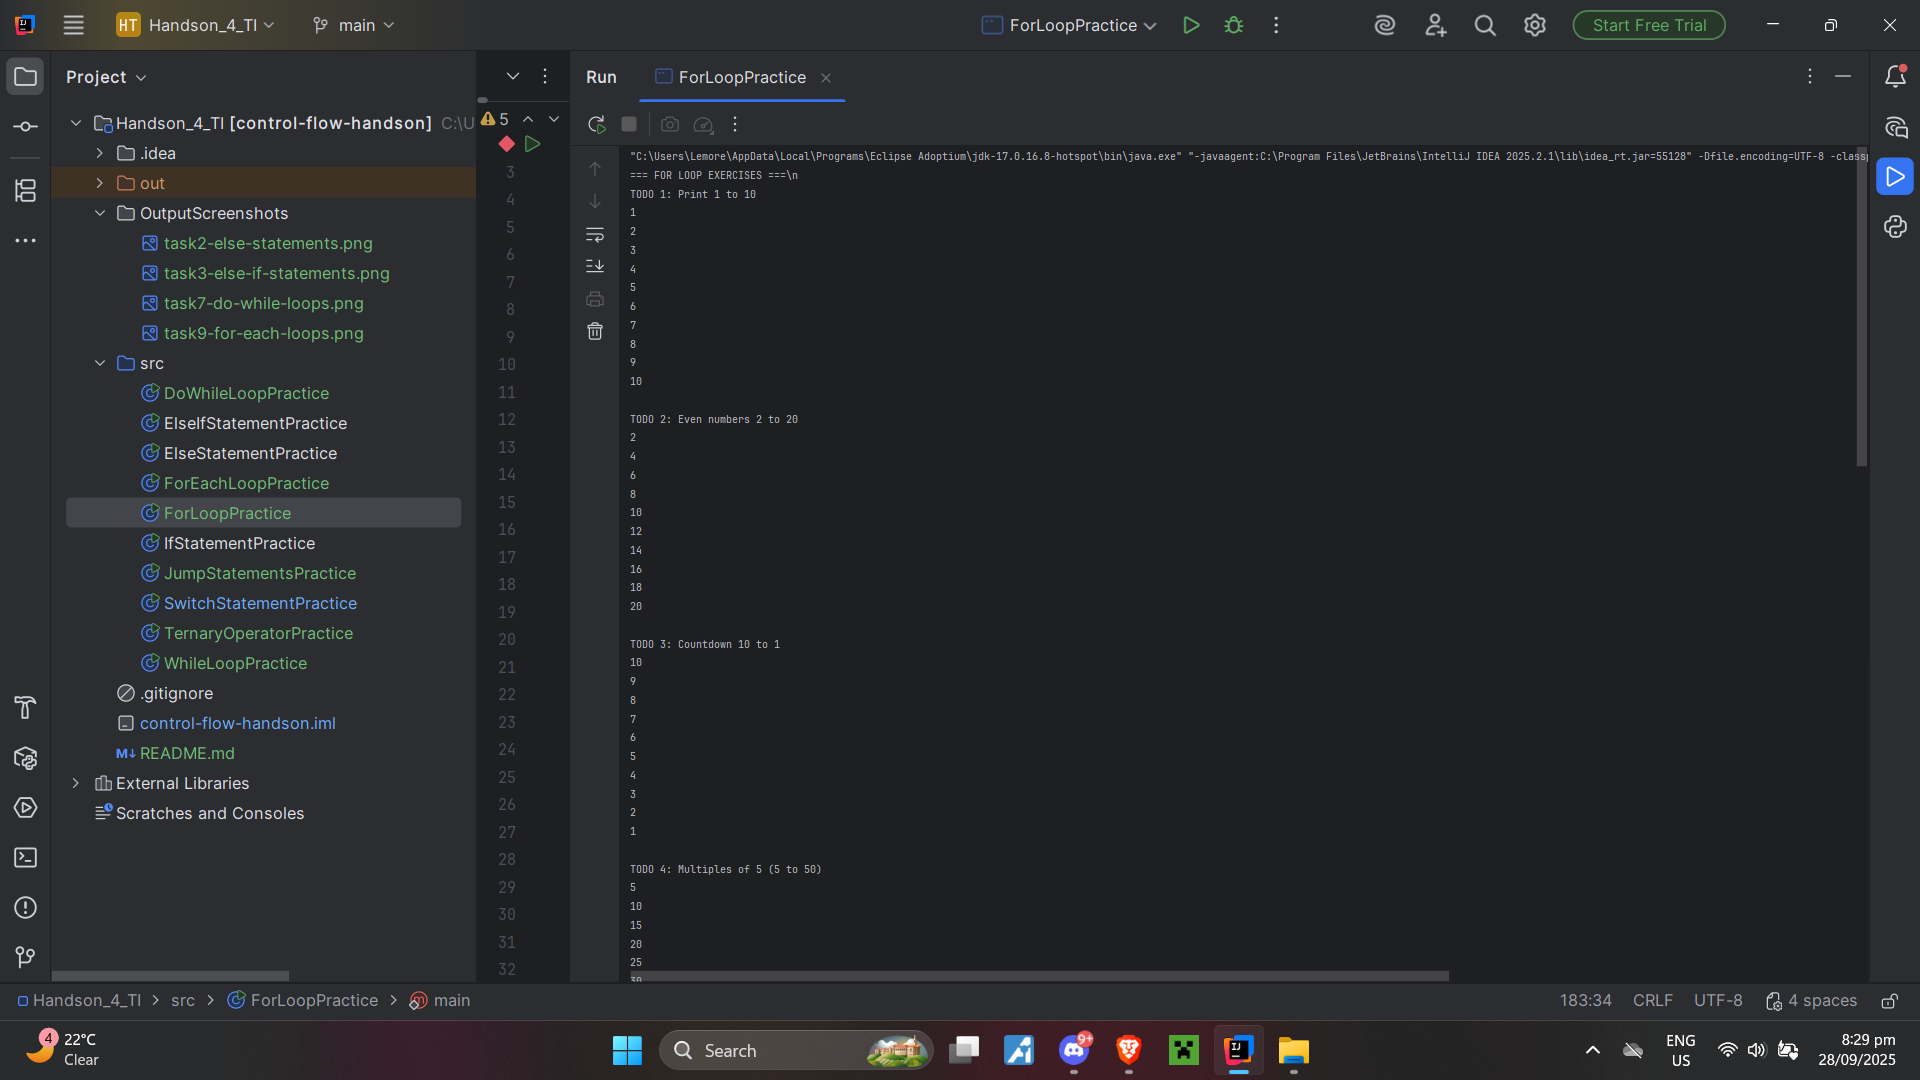 HT Handson_4_TI main ForLoopPractice Start Free Trial
Project
Handson_4_TI [control-flow-handson] C:\U
.idea
out
OutputScreenshots
task2-else-statements.png
task3-else-if-statements.png
task7-do-while-loops.png
task9-for-each-loops.png
src
DoWhileLoopPractice
ElseIfStatementPractice
ElseStatementPractice
ForEachLoopPractice
ForLoopPractice
IfStatementPractice
JumpStatementsPractice
SwitchStatementPractice
TernaryOperatorPractice
WhileLoopPractice
.gitignore
control-flow-handson.iml
M↓ README.md
External Libraries
Scratches and Consoles
5
3
4
5
6
7
8
9
10
11
12
13
14
15
16
17
18
19
20
21
22
23
24
25
26
27
28
29
30
31
32
Run ForLoopPractice
"C:\Users\Lemore\AppData\Local\Programs\Eclipse Adoptium\jdk-17.0.16.8-hotspot\bin\java.exe" "-javaagent:C:\Program Files\JetBrains\IntelliJ IDEA 2025.2.1\lib\idea_rt.jar=55128" -Dfile.encoding=UTF-8 -classp
=== FOR LOOP EXERCISES ===\n
TODO 1: Print 1 to 10
1
2
3
4
5
6
7
8
9
10
TODO 2: Even numbers 2 to 20
2
4
6
8
10
12
14
16
18
20
TODO 3: Countdown 10 to 1
10
9
8
7
6
5
4
3
2
1
TODO 4: Multiples of 5 (5 to 50)
5
10
15
20
25
30
Handson_4_TI > src > ForLoopPractice > main
183:34 CRLF UTF-8 4 spaces
4 22°C
Clear
Search
9+
ENG
US
8:29 pm
28/09/2025